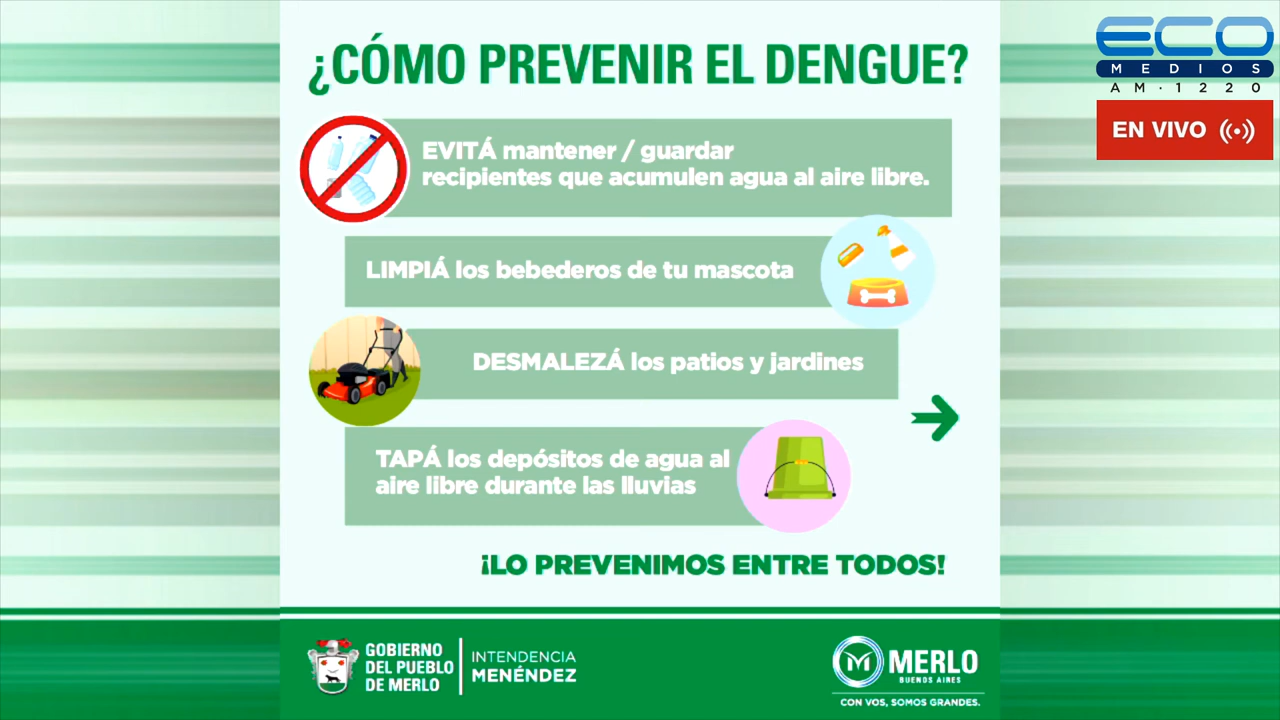 ¿CÓMO PREVENIR EL DENGUE?
ECO
MEDIOS
AM·1220
EN VIVO
EVITÁ mantener / guardar
recipientes que acumulen agua al aire libre.
LIMPIÁ los bebederos de tu mascota
DESMALEZÁ los patios y jardines
TAPÁ los depósitos de agua al
aire libre durante las lluvias
¡LO PREVENIMOS ENTRE TODOS!
GOBIERNO
DEL PUEBLO
DE MERLO
INTENDENCIA
MENÉNDEZ
MERLO
BUENOS AIRES
CON VOS, SOMOS GRANDES.